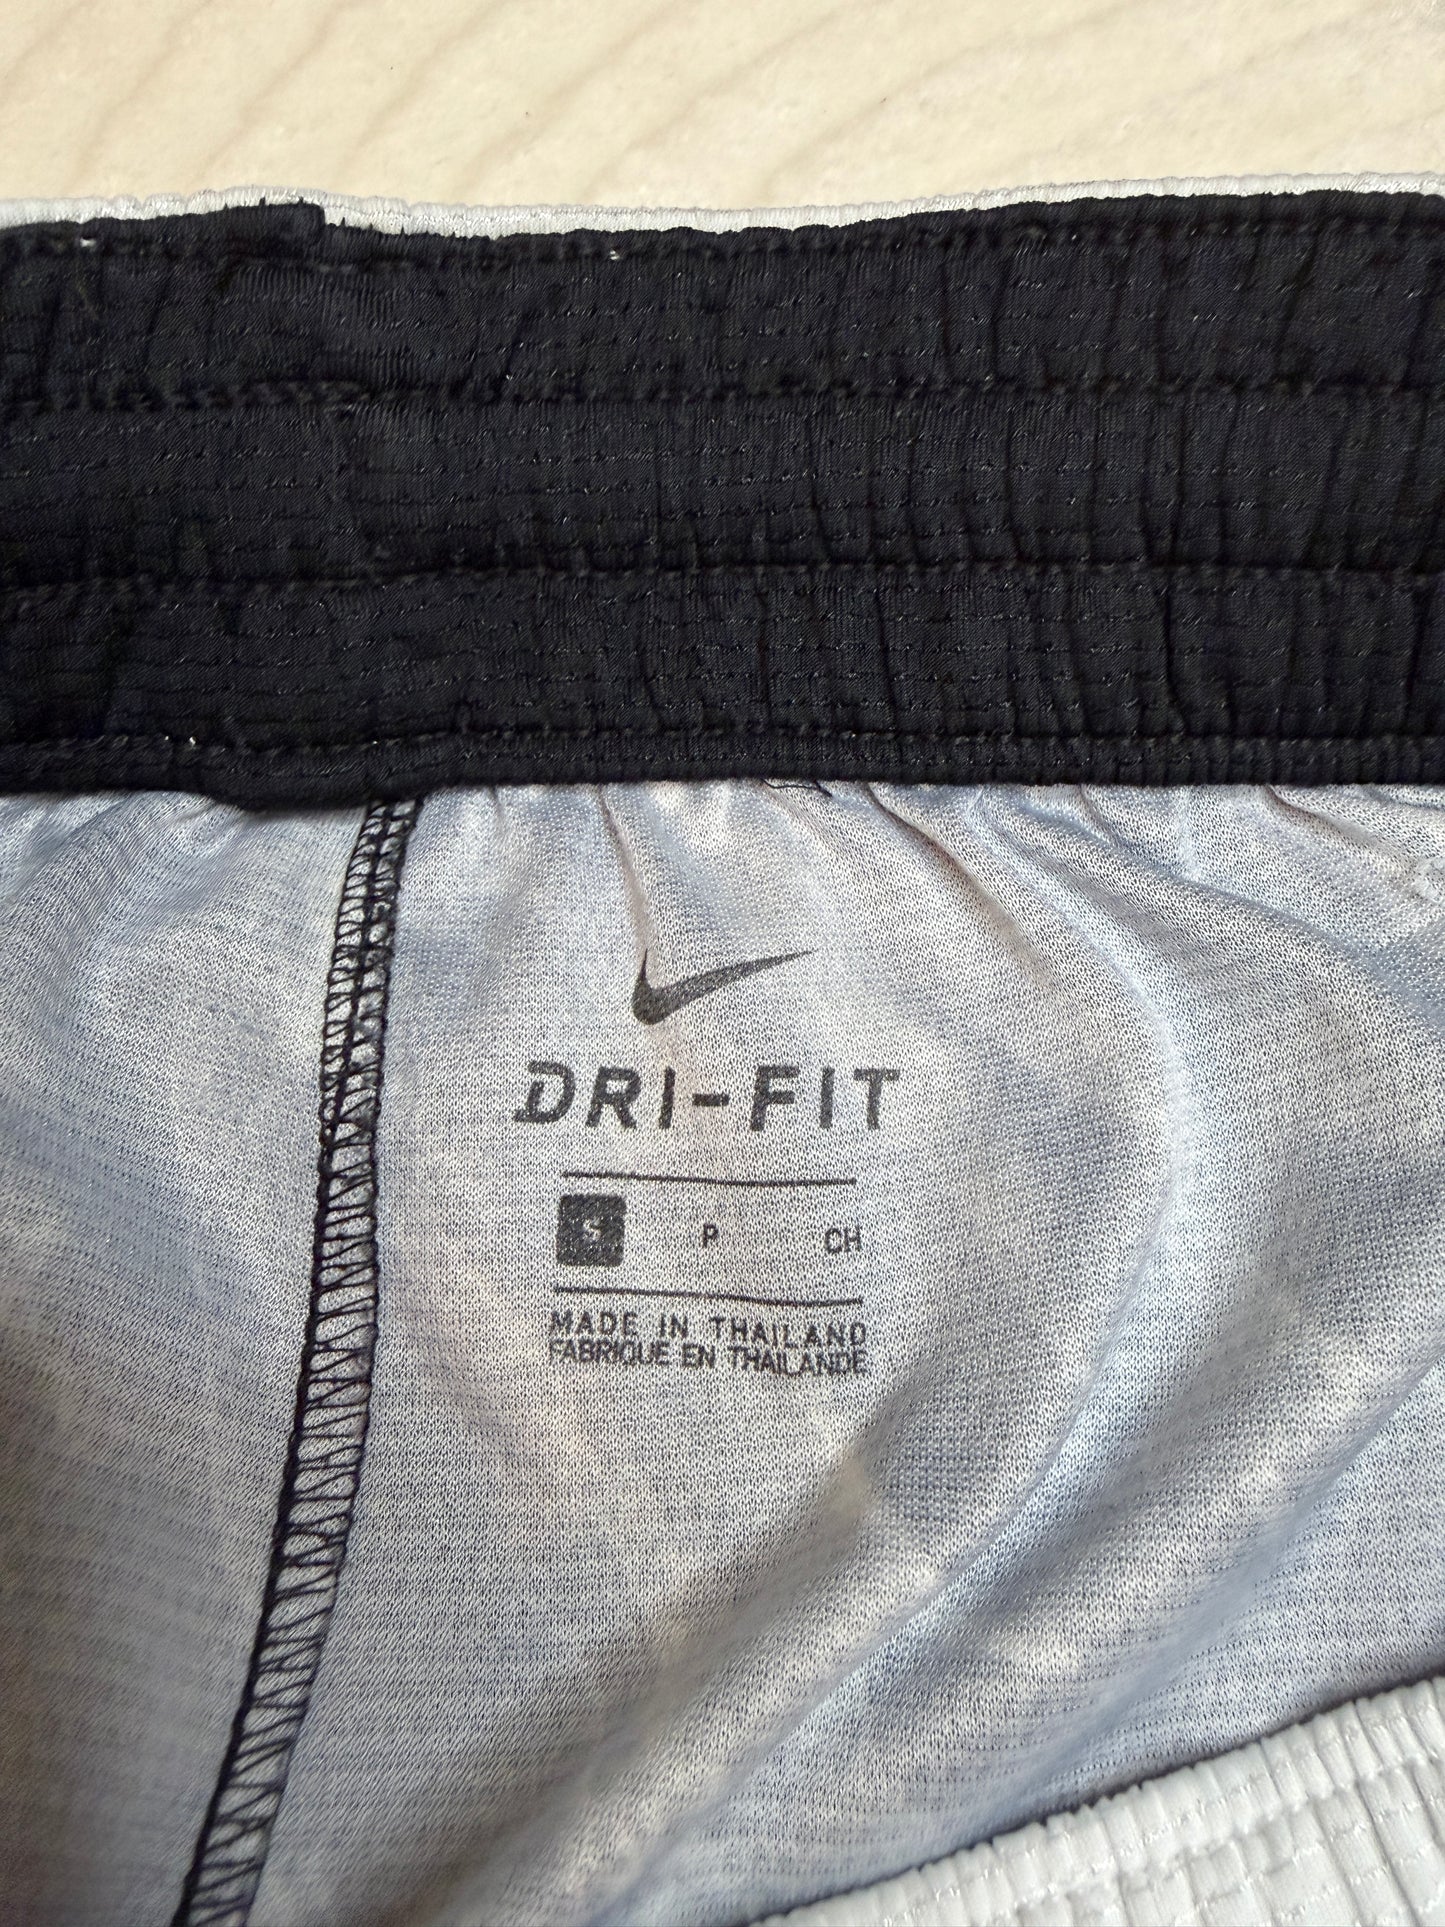 DRI-FIT
S P CH
MADE IN THAILAND
FABRIQUE EN THAILANDE